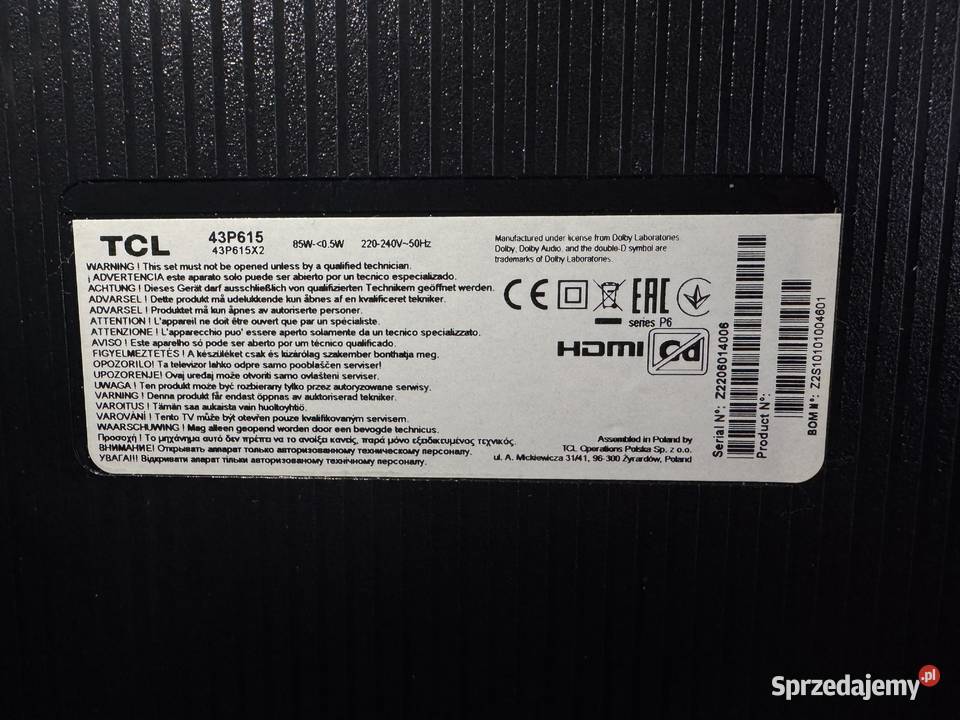 TCL
43P615
43P615X2
85W-<0.5W
220-240V~50Hz
WARNING ! This set must not be opened unless by a qualified technician.
¡ ADVERTENCIA este aparato solo puede ser abierto por un tecnico especializado.
ACHTUNG ! Dieses Gerät darf ausschließlich von qualifizierten Technikern geöffnet werden.
ADVARSEL ! Dette produkt må udelukkende kun åbnes af en kvalificeret tekniker.
ADVARSEL ! Produktet må kun åpnes av autoriserte personer.
ATTENTION ! L'appareil ne doit être ouvert que par un spécialiste.
ATTENZIONE ! L'apparecchio puo' essere aperto solamente da un tecnico specializzato.
AVISO ! Este aparelho só pode ser aberto por um técnico qualificado.
FIGYELMEZTETÉS ! A készüléket csak és kizárólag szakember bonthatja meg.
OPOZORILO! Ta televizor lahko odpre samo pooblaščen serviser!
UPOZORENJE! Ovaj uređaj može otvoriti samo ovlašteni serviser.
UWAGA ! Ten produkt może być rozbierany tylko przez autoryzowane serwisy.
VARNING ! Denna produkt får endast öppnas av auktoriserad tekniker.
VAROITUS ! Tämän saa aukaista vain huoltoyhtiö.
VAROVÁNÍ ! Tento TV může být otevřen pouze kvalifikovaným servisem.
WAARSCHUWING ! Mag alleen geopend worden door een bevoegde technicus.
Προσοχή ! Το μηχάνημα αυτό δεν πρέπει να το ανοίξει κανείς, παρά μόνο εξειδικευμένος τεχνικός.
ВНИМАНИЕ! Открывать аппарат только авторизованному техническому персоналу.
УВАГА!!! Відкривати апарат тільки авторизованому технічному персоналу.
Manufactured under license from Dolby Laboratories.
Dolby, Dolby Audio, and the double-D symbol are
trademarks of Dolby Laboratories.
CE
EAC
series P6
HDMI
Assembled in Poland by
TCL Operations Polska Sp. z o.o.
ul. A. Mickiewicza 31/41, 96-300 Żyrardów, Poland
Serial N°: Z2206014006
Product N°:
BOM N°: Z2S10101004601
Sprzedajemy.pl